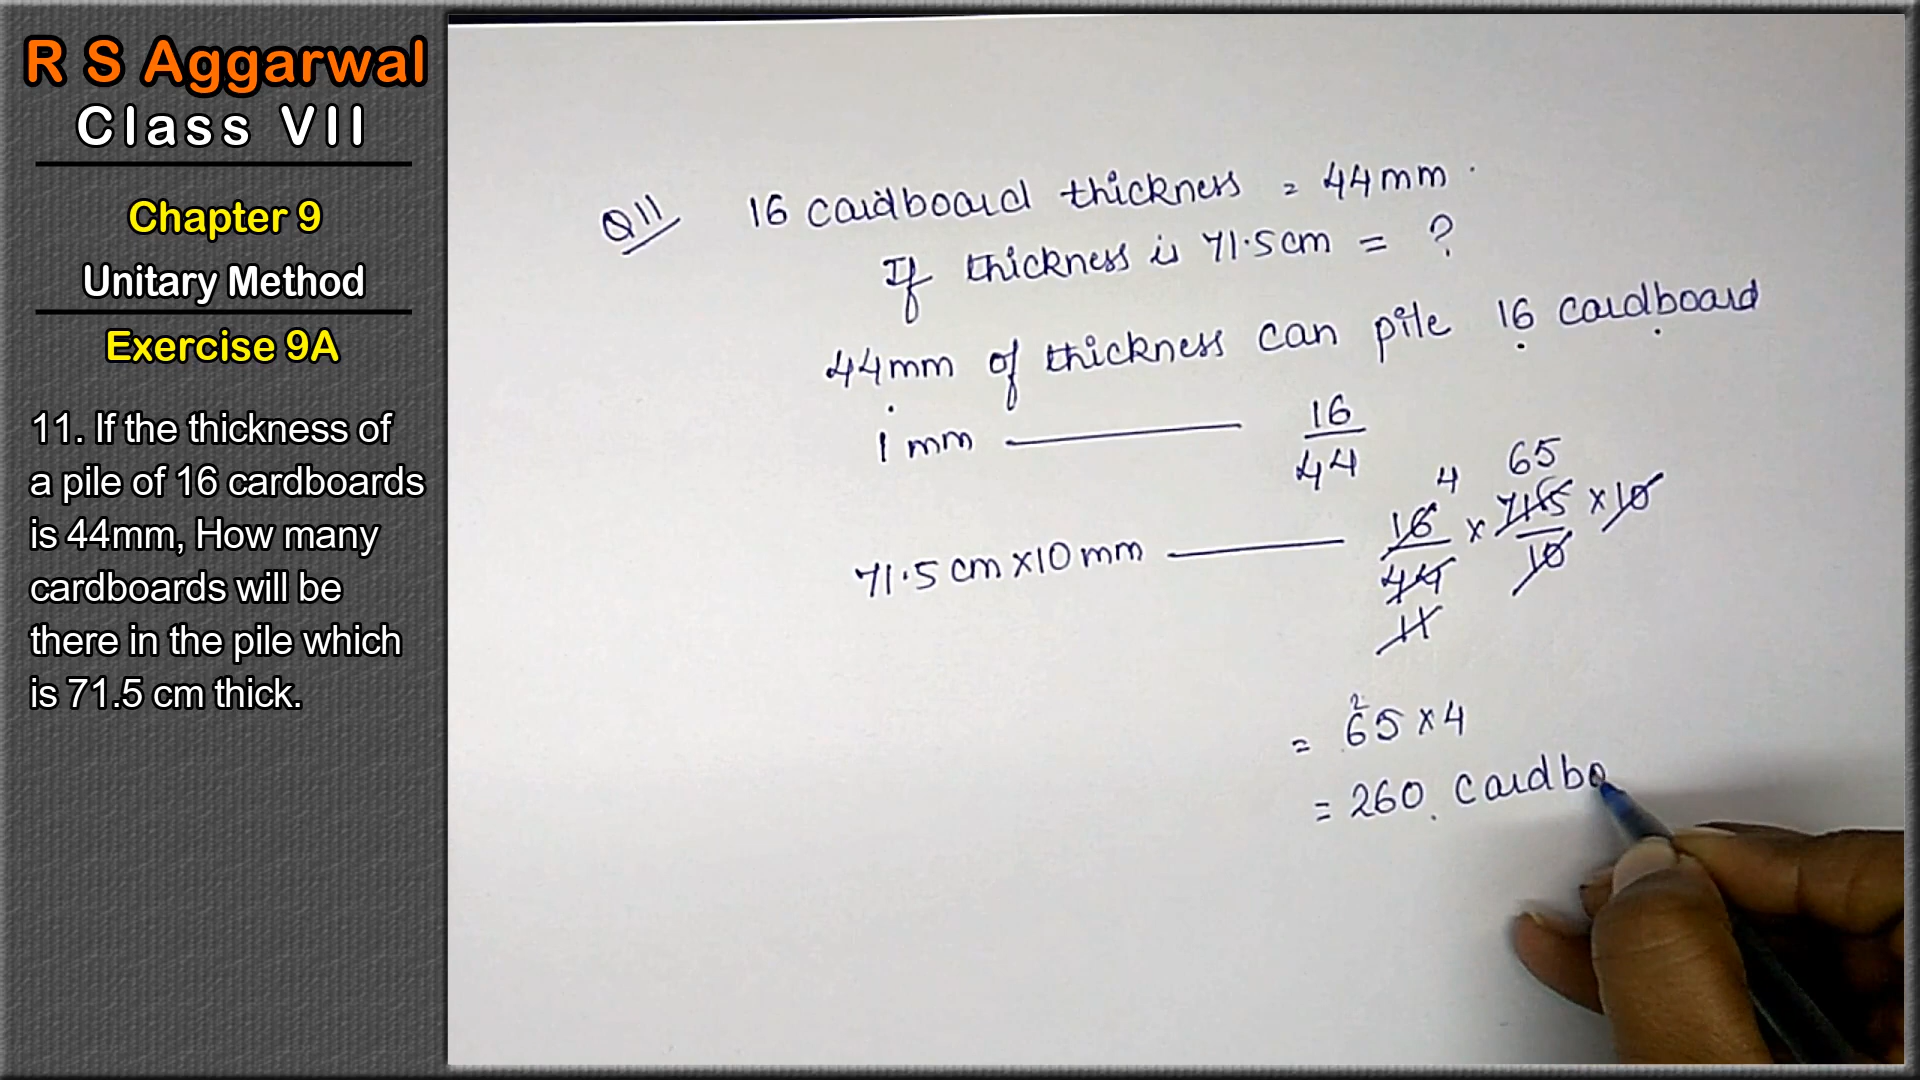 R S Aggarwal
Class VII
Chapter 9
Unitary Method
Exercise 9A
11. If the thickness of
a pile of 16 cardboards
is 44mm, How many
cardboards will be
there in the pile which
is 71.5 cm thick.
Q11 16 cardboard thickness = 44mm.
If thickness is 71.5cm = ?
44mm of thickness can pile 16 cardboard
1 mm 16/44
71.5 cm×10 mm 16/44 × 715/10 × 10
4 65
11
2
= 65 × 4
= 260 cardbo